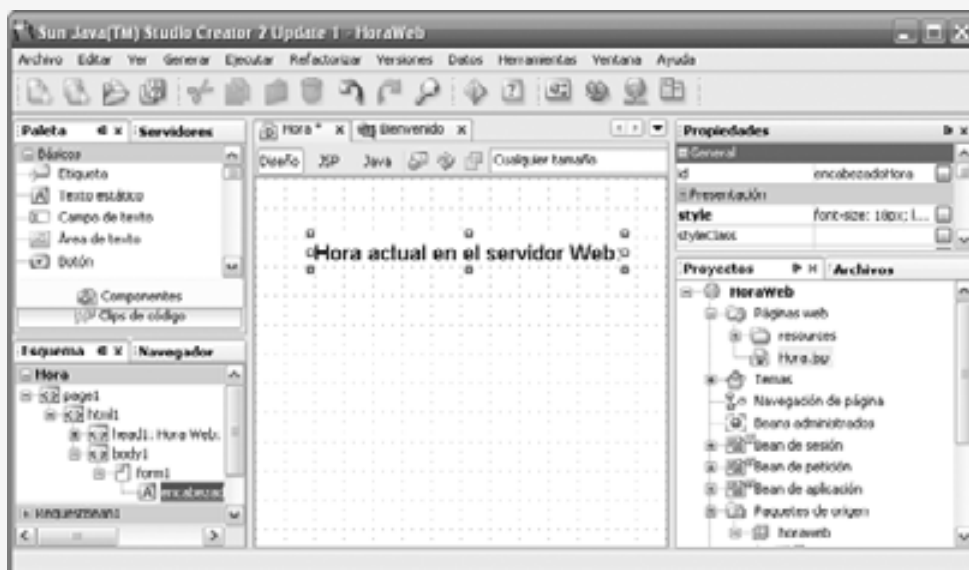 Sun Java(TM) Studio Creator 2 Update 1 - HoraWeb
Archivo Editar Ver Generar Ejecutar Refactorizar Versiones Datos Herramientas Ventana Ayuda
Paleta
Servidores
Básicos
Etiqueta
Texto estático
Campo de texto
Área de texto
Botón
Componentes
Clips de código
Esquema
Navegador
Hora
page1
html1
head1: Hora Web:
body1
form1
encabezad
RequestBean1
Hora *
Bienvenido
Diseño JSP Java Cualquier tamaño
Hora actual en el servidor Web:
Propiedades
General
id encabezadoHora
Presentación
style font-size: 18px; l...
styleClass
Proyectos
Archivos
HoraWeb
Páginas web
resources
Hora.jsp
Temas
Navegación de página
Beans administrados
Bean de sesión
Bean de petición
Bean de aplicación
Paquetes de origen
horaweb